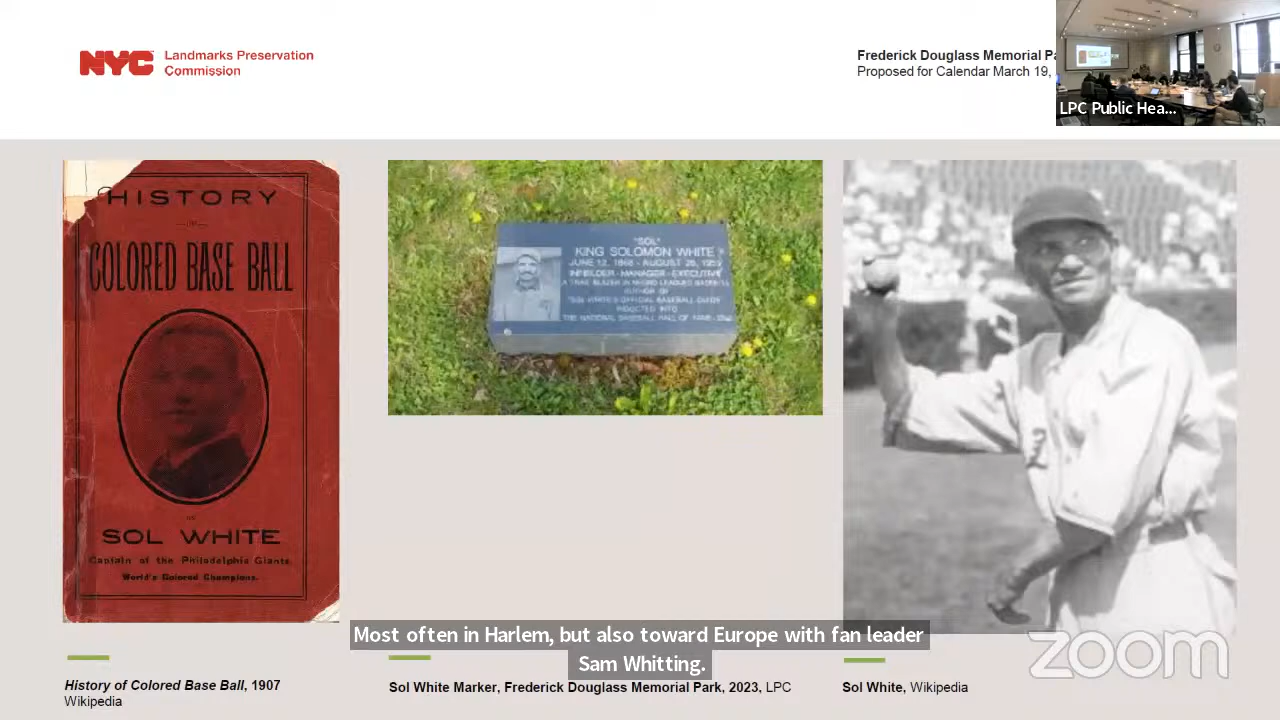 NYC Landmarks Preservation
Commission
Frederick Douglass Memorial Pa
Proposed for Calendar March 19,
LPC Public Hea...
HISTORY
OF
COLORED BASE BALL
BY
SOL WHITE
Captain of the Philadelphia Giants.
World's Colored Champions.
"SOL"
KING SOLOMON WHITE
JUNE 12, 1868 - AUGUST 26, 1955
INFIELDER - MANAGER - EXECUTIVE
A TRAIL BLAZER IN NEGRO LEAGUES BASEBALL
AUTHOR OF
"SOL WHITE'S OFFICIAL BASEBALL GUIDE"
INDUCTED INTO
THE NATIONAL BASEBALL HALL OF FAME
Most often in Harlem, but also toward Europe with fan leader
Sam Whitting.
zoom
History of Colored Base Ball, 1907
Wikipedia
Sol White Marker, Frederick Douglass Memorial Park, 2023, LPC
Sol White, Wikipedia